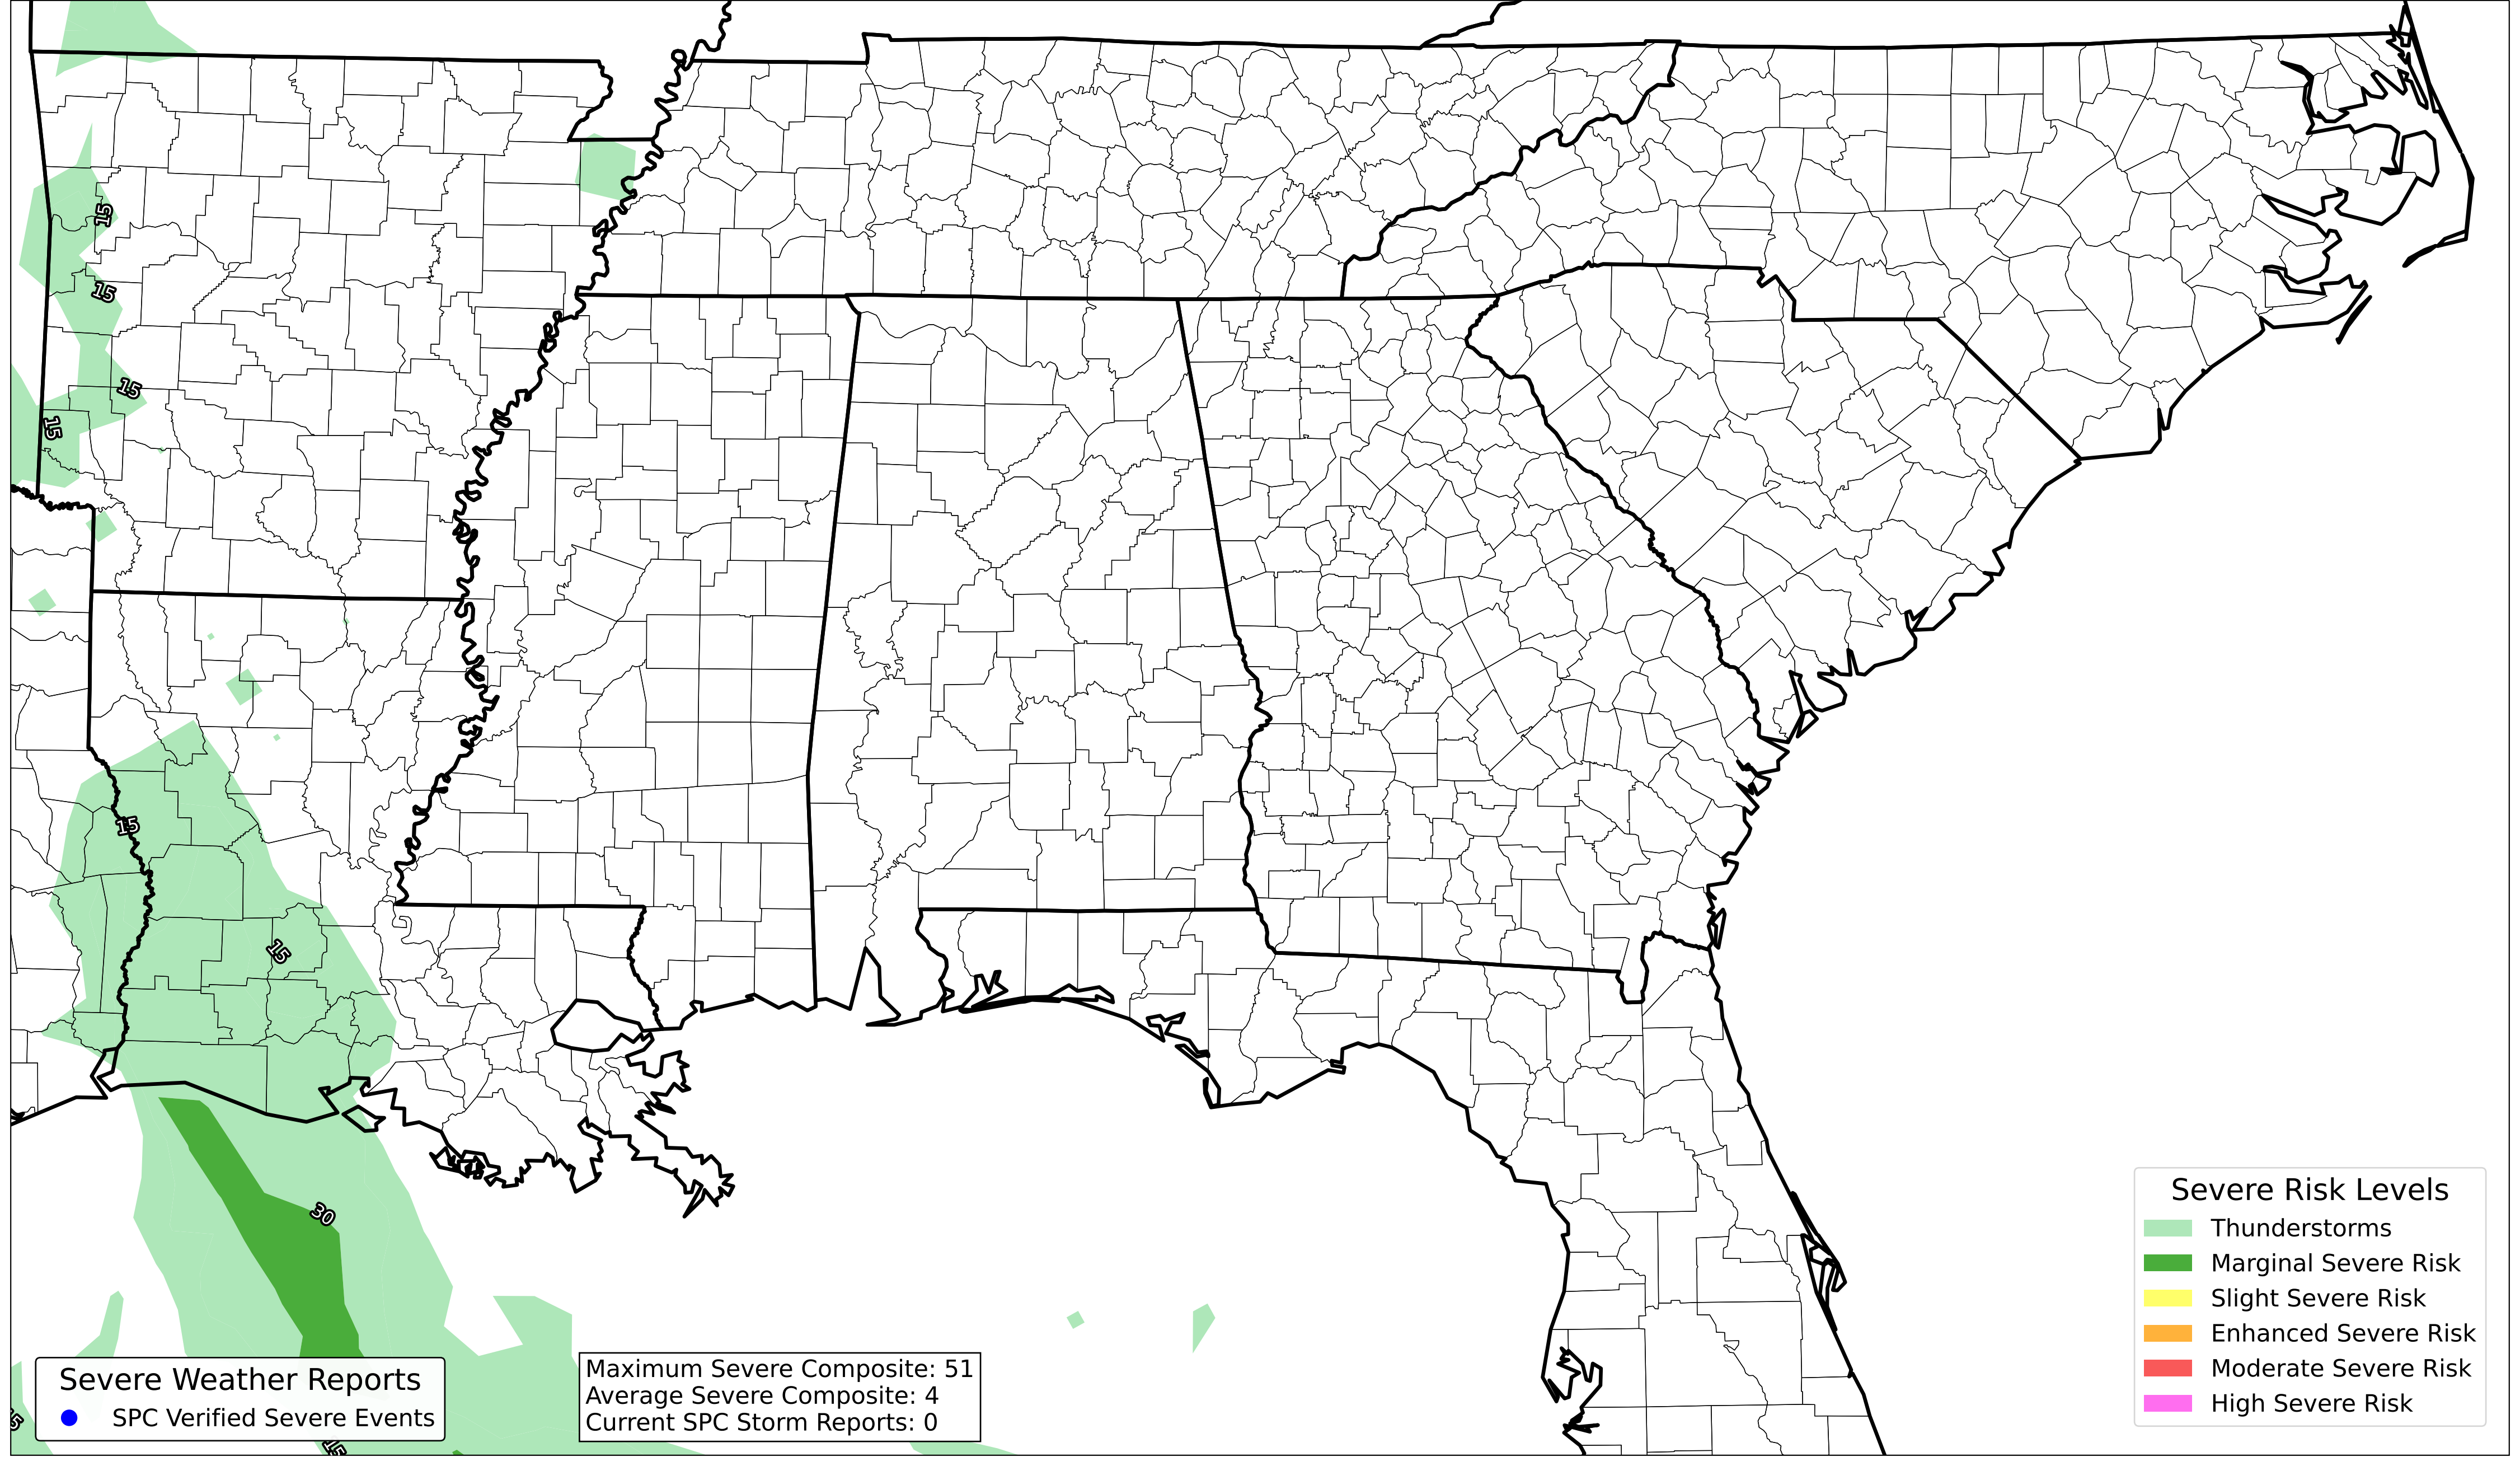 15
15
15
15
15
15
30
Severe Risk Levels
Thunderstorms
Marginal Severe Risk
Slight Severe Risk
Enhanced Severe Risk
Moderate Severe Risk
High Severe Risk
Severe Weather Reports
SPC Verified Severe Events
Maximum Severe Composite: 51
Average Severe Composite: 4
Current SPC Storm Reports: 0
15